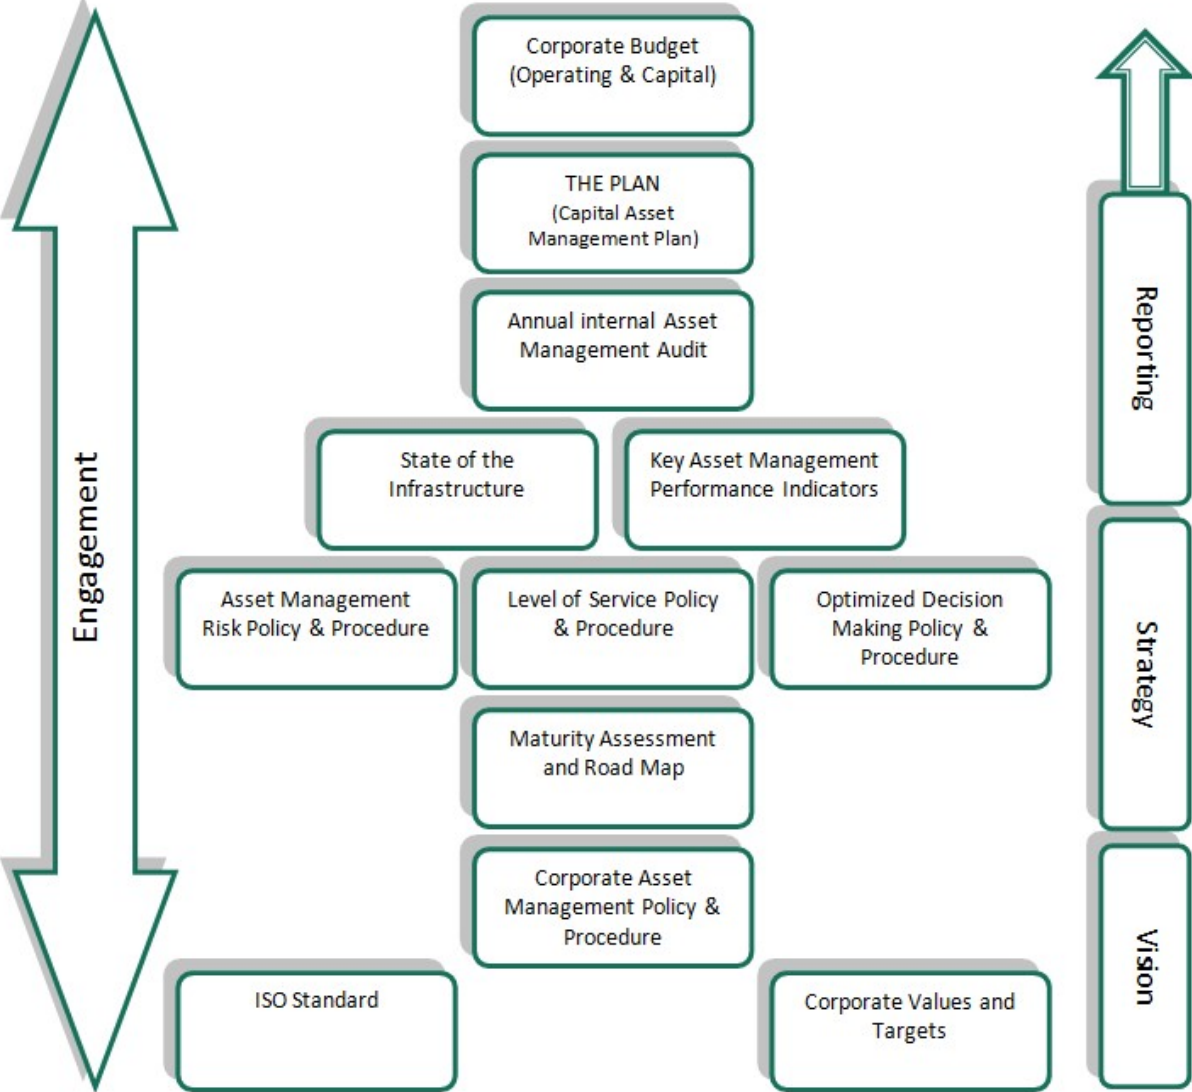 Corporate Budget
(Operating & Capital)
THE PLAN
(Capital Asset
Management Plan)
Annual internal Asset
Management Audit
State of the
Infrastructure
Key Asset Management
Performance Indicators
Asset Management
Risk Policy & Procedure
Level of Service Policy
& Procedure
Optimized Decision
Making Policy &
Procedure
Maturity Assessment
and Road Map
Corporate Asset
Management Policy &
Procedure
ISO Standard
Corporate Values and
Targets
Engagement
Reporting
Strategy
Vision